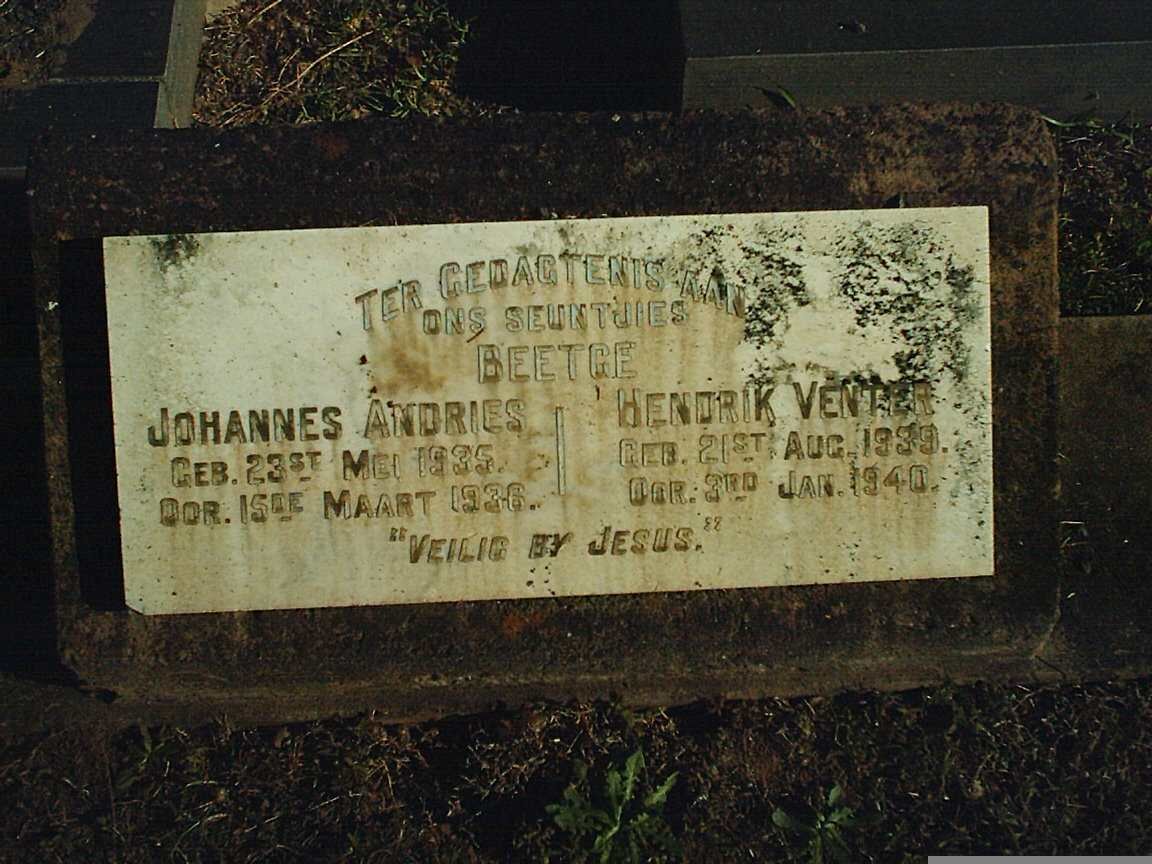 TER GEDAGTENIS AAN
ONS SEUNTJIES
BEETGE
JOHANNES ANDRIES
GEB. 23ST MEI 1935.
OOR. 15DE MAART 1936.
HENDRIK VENTER
GEB. 21ST AUG. 1939.
OOR. 3RD JAN. 1940.
"VEILIG BY JESUS."